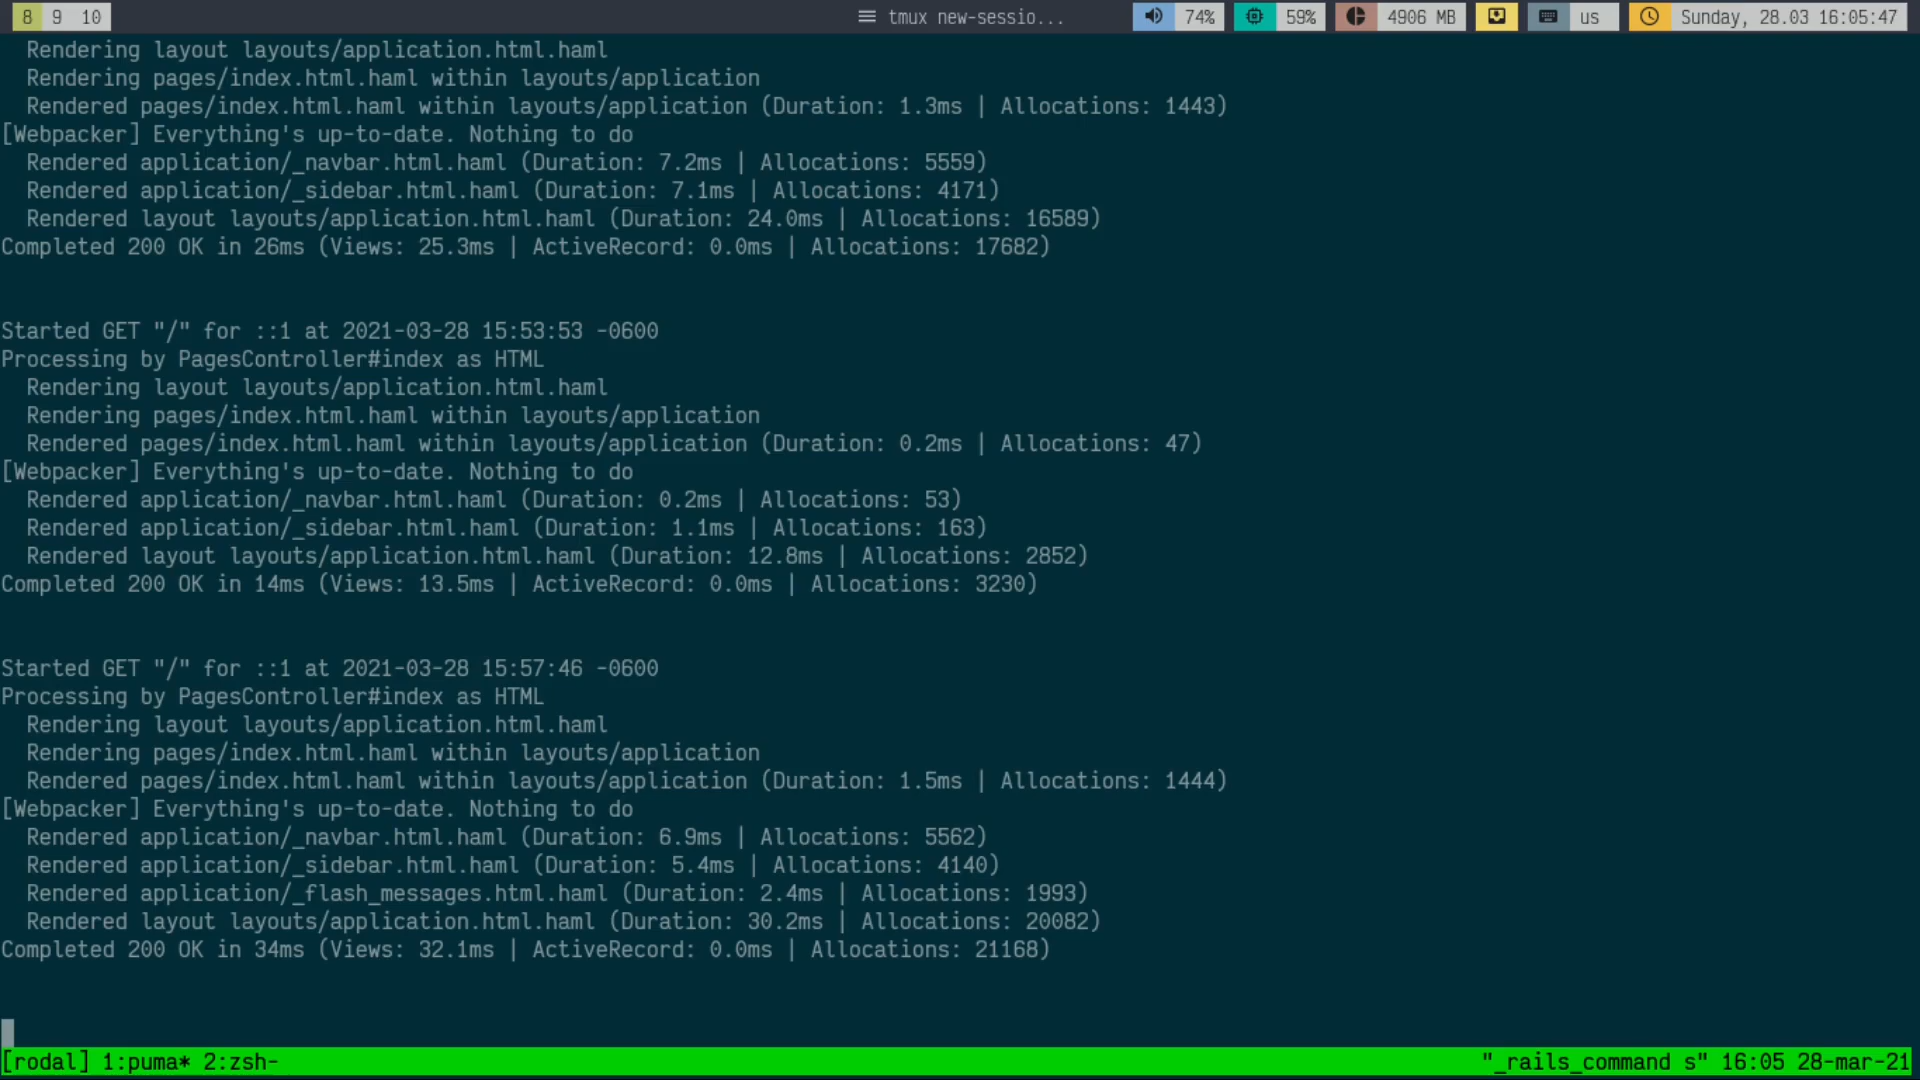 8 9 10 tmux new-sessio... 74% 59% 4906 MB us Sunday, 28.03 16:05:47
Rendering layout layouts/application.html.haml
Rendering pages/index.html.haml within layouts/application
Rendered pages/index.html.haml within layouts/application (Duration: 1.3ms | Allocations: 1443)
[Webpacker] Everything's up-to-date. Nothing to do
Rendered application/_navbar.html.haml (Duration: 7.2ms | Allocations: 5559)
Rendered application/_sidebar.html.haml (Duration: 7.1ms | Allocations: 4171)
Rendered layout layouts/application.html.haml (Duration: 24.0ms | Allocations: 16589)
Completed 200 OK in 26ms (Views: 25.3ms | ActiveRecord: 0.0ms | Allocations: 17682)
Started GET "/" for ::1 at 2021-03-28 15:53:53 -0600
Processing by PagesController#index as HTML
Rendering layout layouts/application.html.haml
Rendering pages/index.html.haml within layouts/application
Rendered pages/index.html.haml within layouts/application (Duration: 0.2ms | Allocations: 47)
[Webpacker] Everything's up-to-date. Nothing to do
Rendered application/_navbar.html.haml (Duration: 0.2ms | Allocations: 53)
Rendered application/_sidebar.html.haml (Duration: 1.1ms | Allocations: 163)
Rendered layout layouts/application.html.haml (Duration: 12.8ms | Allocations: 2852)
Completed 200 OK in 14ms (Views: 13.5ms | ActiveRecord: 0.0ms | Allocations: 3230)
Started GET "/" for ::1 at 2021-03-28 15:57:46 -0600
Processing by PagesController#index as HTML
Rendering layout layouts/application.html.haml
Rendering pages/index.html.haml within layouts/application
Rendered pages/index.html.haml within layouts/application (Duration: 1.5ms | Allocations: 1444)
[Webpacker] Everything's up-to-date. Nothing to do
Rendered application/_navbar.html.haml (Duration: 6.9ms | Allocations: 5562)
Rendered application/_sidebar.html.haml (Duration: 5.4ms | Allocations: 4140)
Rendered application/_flash_messages.html.haml (Duration: 2.4ms | Allocations: 1993)
Rendered layout layouts/application.html.haml (Duration: 30.2ms | Allocations: 20082)
Completed 200 OK in 34ms (Views: 32.1ms | ActiveRecord: 0.0ms | Allocations: 21168)
[rodal] 1:puma* 2:zsh- "_rails_command s" 16:05 28-mar-21